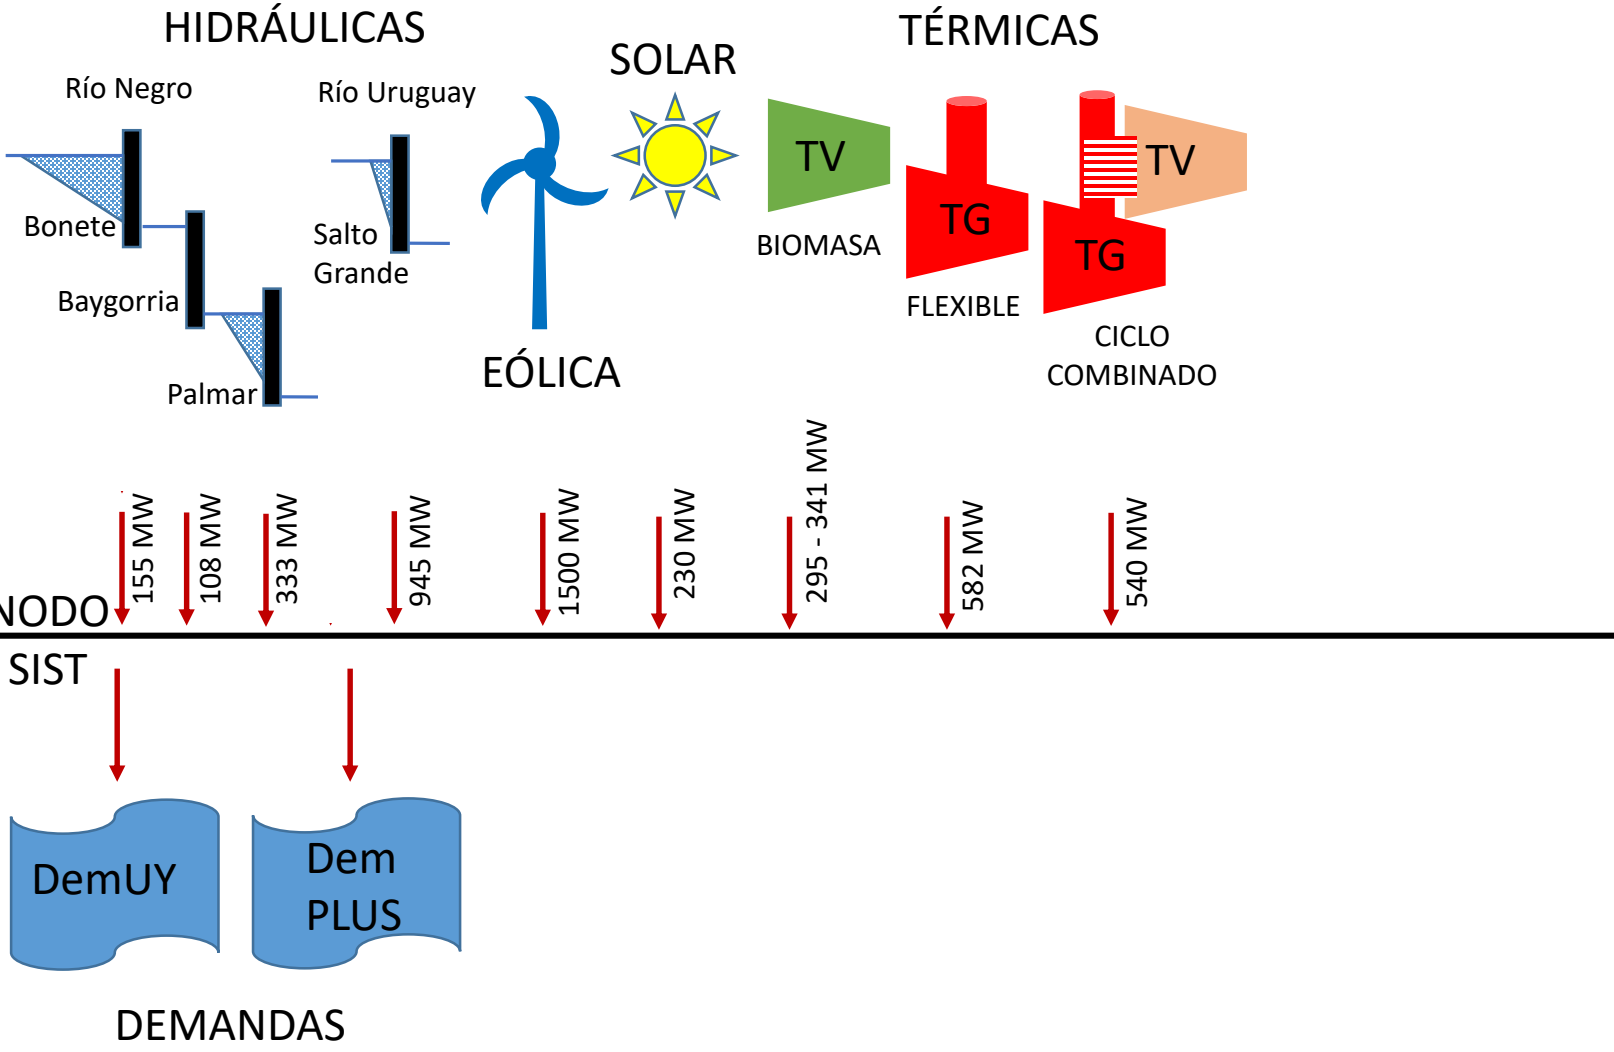 HIDRÁULICAS
TÉRMICAS
SOLAR
Río Negro
Río Uruguay
TV
TV
Bonete
Salto
Grande
TG
BIOMASA
TG
Baygorria
FLEXIBLE
CICLO
COMBINADO
EÓLICA
Palmar
155 MW
108 MW
333 MW
945 MW
1500 MW
230 MW
295 - 341 MW
582 MW
540 MW
NODO
SIST
DemUY
Dem
PLUS
DEMANDAS